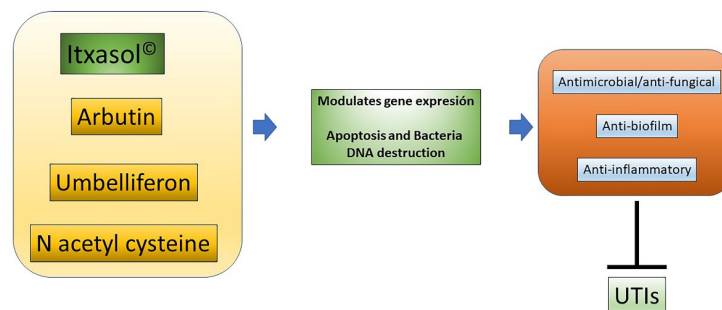 Itxasol©
Arbutin
Umbelliferon
N acetyl cysteine
Modulates gene expresión
Apoptosis and Bacteria
DNA destruction
Antimicrobial/anti-fungical
Anti-biofilm
Anti-inflammatory
UTIs